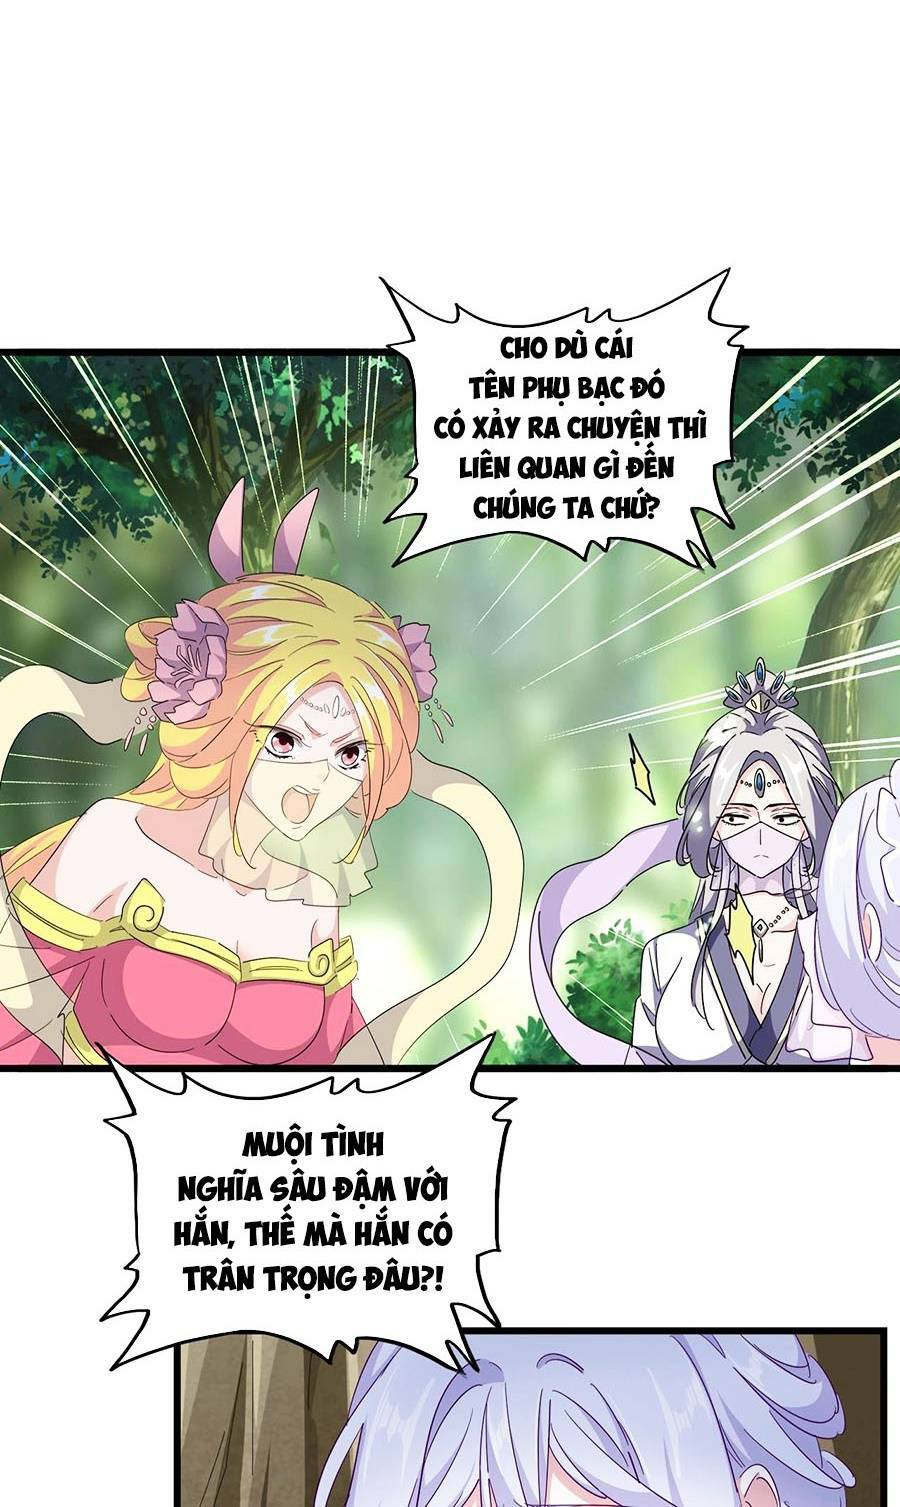 CHO DÙ CÁI
TÊN PHỤ BẠC ĐÓ
CÓ XẢY RA CHUYỆN THÌ
LIÊN QUAN GÌ ĐẾN
CHÚNG TA CHỨ?
MUỘI TÌNH
NGHĨA SÂU ĐẬM VỚI
HẮN, THẾ MÀ HẮN CÓ
TRÂN TRỌNG ĐÂU?!